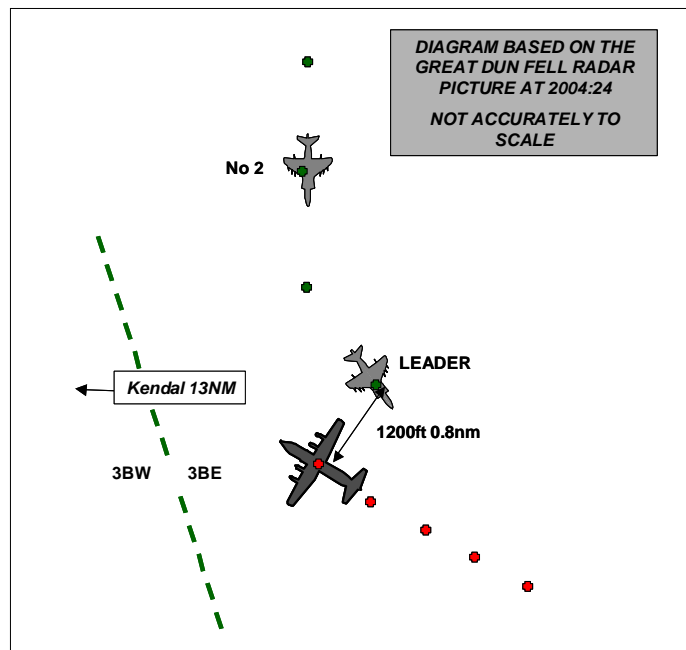 DIAGRAM BASED ON THE
GREAT DUN FELL RADAR
PICTURE AT 2004:24
NOT ACCURATELY TO
SCALE
No 2
LEADER
Kendal 13NM
1200ft 0.8nm
3BW
3BE